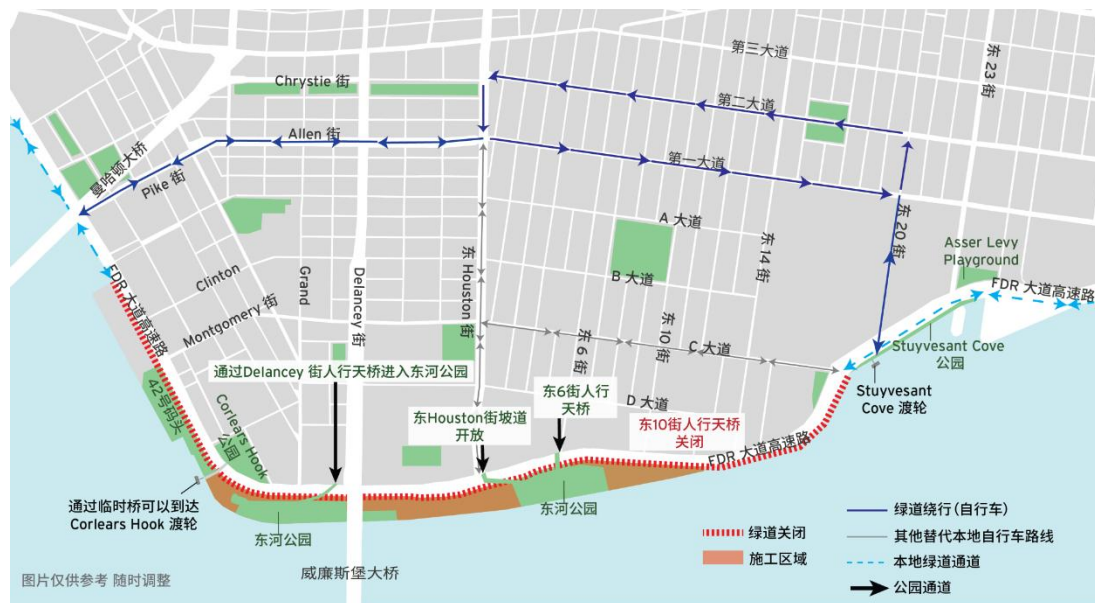 第三大道
Chrystie 街
第二大道
东 23 街
Allen 街
第一大道
曼哈顿大桥
Pike 街
A 大道
东 20 街
东 14 街
Asser Levy
Playground
FDR 大道高速路
Clinton
Grand
Delancey 街
东 Houston 街
B 大道
FDR 大道高速路
Montgomery 街
东 6 街
东 10 街
C 大道
Stuyvesant Cove
公园
通过Delancey 街人行天桥进入东河公园
Stuyvesant
Cove 渡轮
东6街人行
天桥
D 大道
42号码头
Corlears Hook
公园
东Houston街坡道
开放
东10街人行天桥
关闭
FDR 大道高速路
通过临时桥可以到达
Corlears Hook 渡轮
东河公园
东河公园
威廉斯堡大桥
绿道关闭
施工区域
绿道绕行(自行车)
其他替代本地自行车路线
本地绿道通道
公园通道
图片仅供参考 随时调整